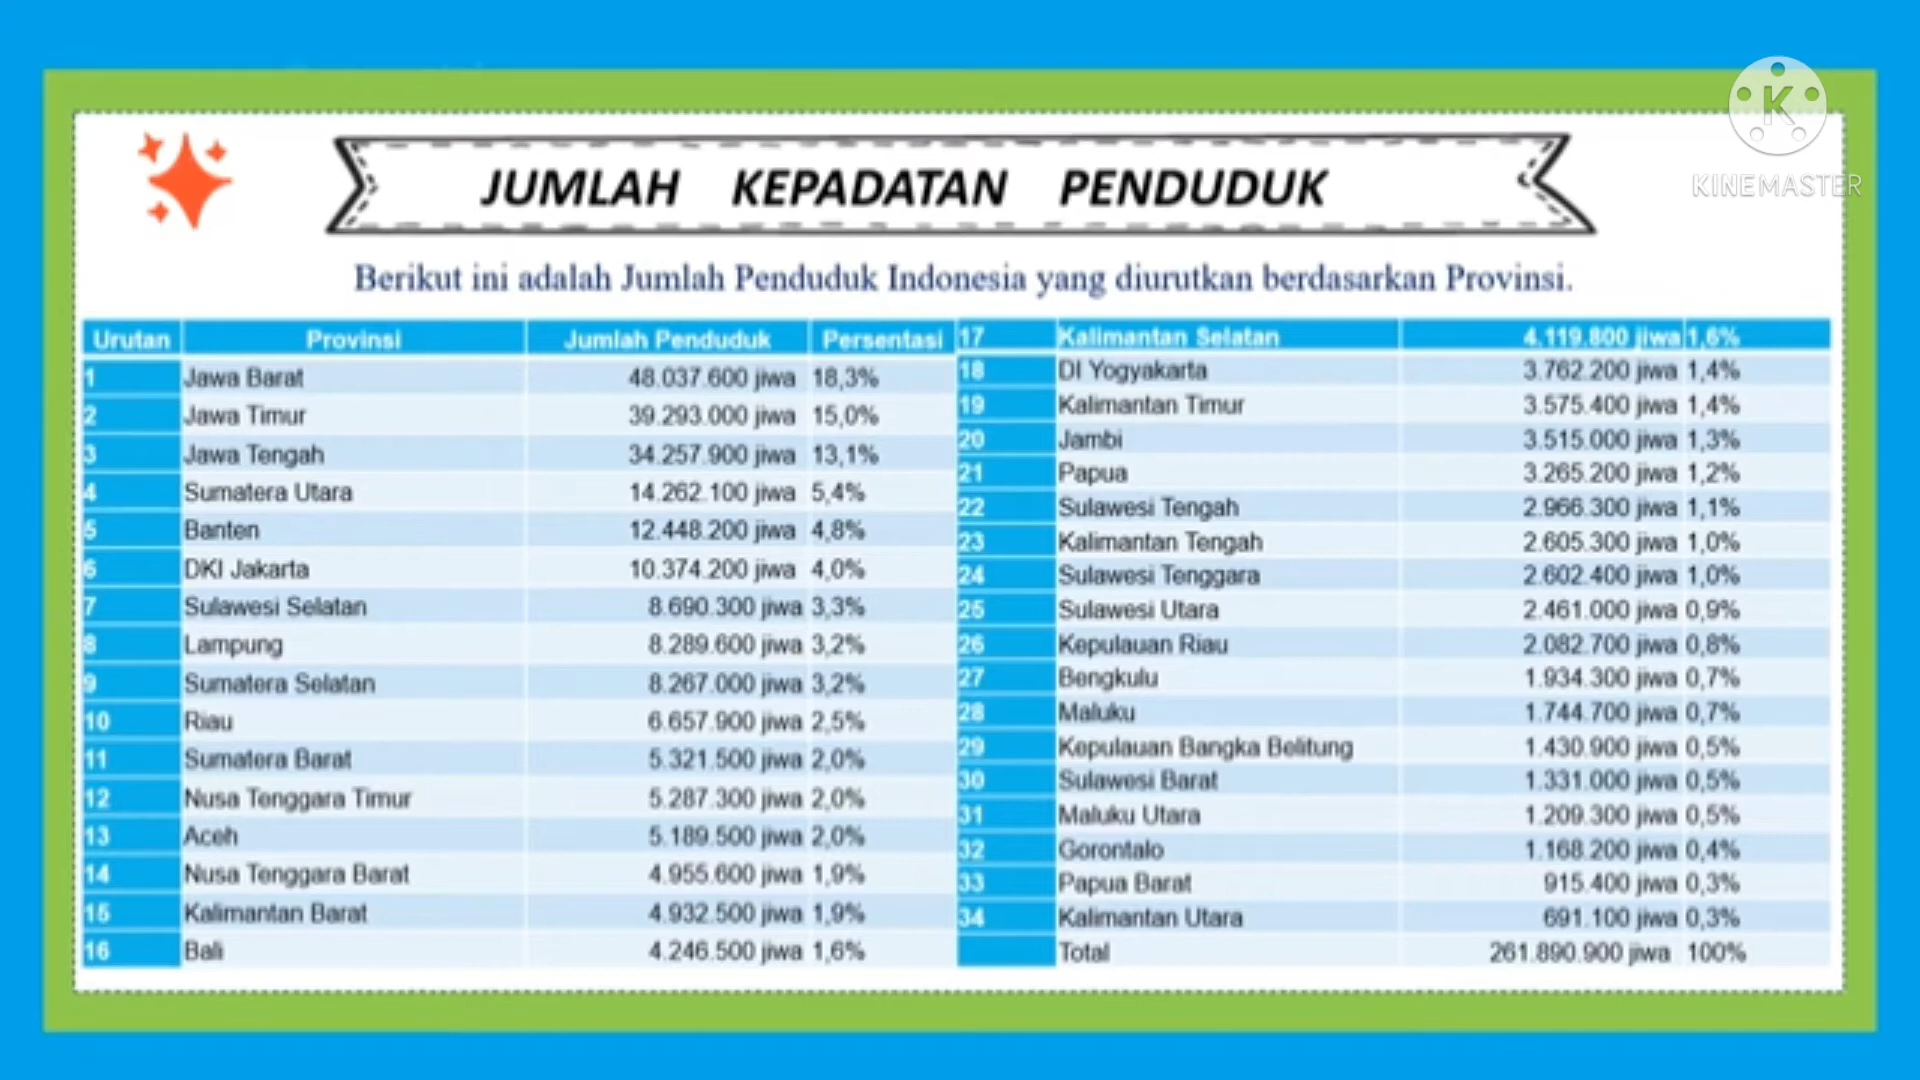 JUMLAH KEPADATAN PENDUDUK
KINEMASTER
Berikut ini adalah Jumlah Penduduk Indonesia yang diurutkan berdasarkan Provinsi.
Urutan Provinsi Jumlah Penduduk Persentasi
1 Jawa Barat 48.037.600 jiwa 18,3%
2 Jawa Timur 39.293.000 jiwa 15,0%
3 Jawa Tengah 34.257.900 jiwa 13,1%
4 Sumatera Utara 14.262.100 jiwa 5,4%
5 Banten 12.448.200 jiwa 4,8%
6 DKI Jakarta 10.374.200 jiwa 4,0%
7 Sulawesi Selatan 8.690.300 jiwa 3,3%
8 Lampung 8.289.600 jiwa 3,2%
9 Sumatera Selatan 8.267.000 jiwa 3,2%
10 Riau 6.657.900 jiwa 2,5%
11 Sumatera Barat 5.321.500 jiwa 2,0%
12 Nusa Tenggara Timur 5.287.300 jiwa 2,0%
13 Aceh 5.189.500 jiwa 2,0%
14 Nusa Tenggara Barat 4.955.600 jiwa 1,9%
15 Kalimantan Barat 4.932.500 jiwa 1,9%
16 Bali 4.246.500 jiwa 1,6%
17 Kalimantan Selatan 4.119.800 jiwa 1,6%
18 DI Yogyakarta 3.762.200 jiwa 1,4%
19 Kalimantan Timur 3.575.400 jiwa 1,4%
20 Jambi 3.515.000 jiwa 1,3%
21 Papua 3.265.200 jiwa 1,2%
22 Sulawesi Tengah 2.966.300 jiwa 1,1%
23 Kalimantan Tengah 2.605.300 jiwa 1,0%
24 Sulawesi Tenggara 2.602.400 jiwa 1,0%
25 Sulawesi Utara 2.461.000 jiwa 0,9%
26 Kepulauan Riau 2.082.700 jiwa 0,8%
27 Bengkulu 1.934.300 jiwa 0,7%
28 Maluku 1.744.700 jiwa 0,7%
29 Kepulauan Bangka Belitung 1.430.900 jiwa 0,5%
30 Sulawesi Barat 1.331.000 jiwa 0,5%
31 Maluku Utara 1.209.300 jiwa 0,5%
32 Gorontalo 1.168.200 jiwa 0,4%
33 Papua Barat 915.400 jiwa 0,3%
34 Kalimantan Utara 691.100 jiwa 0,3%
Total 261.890.900 jiwa 100%